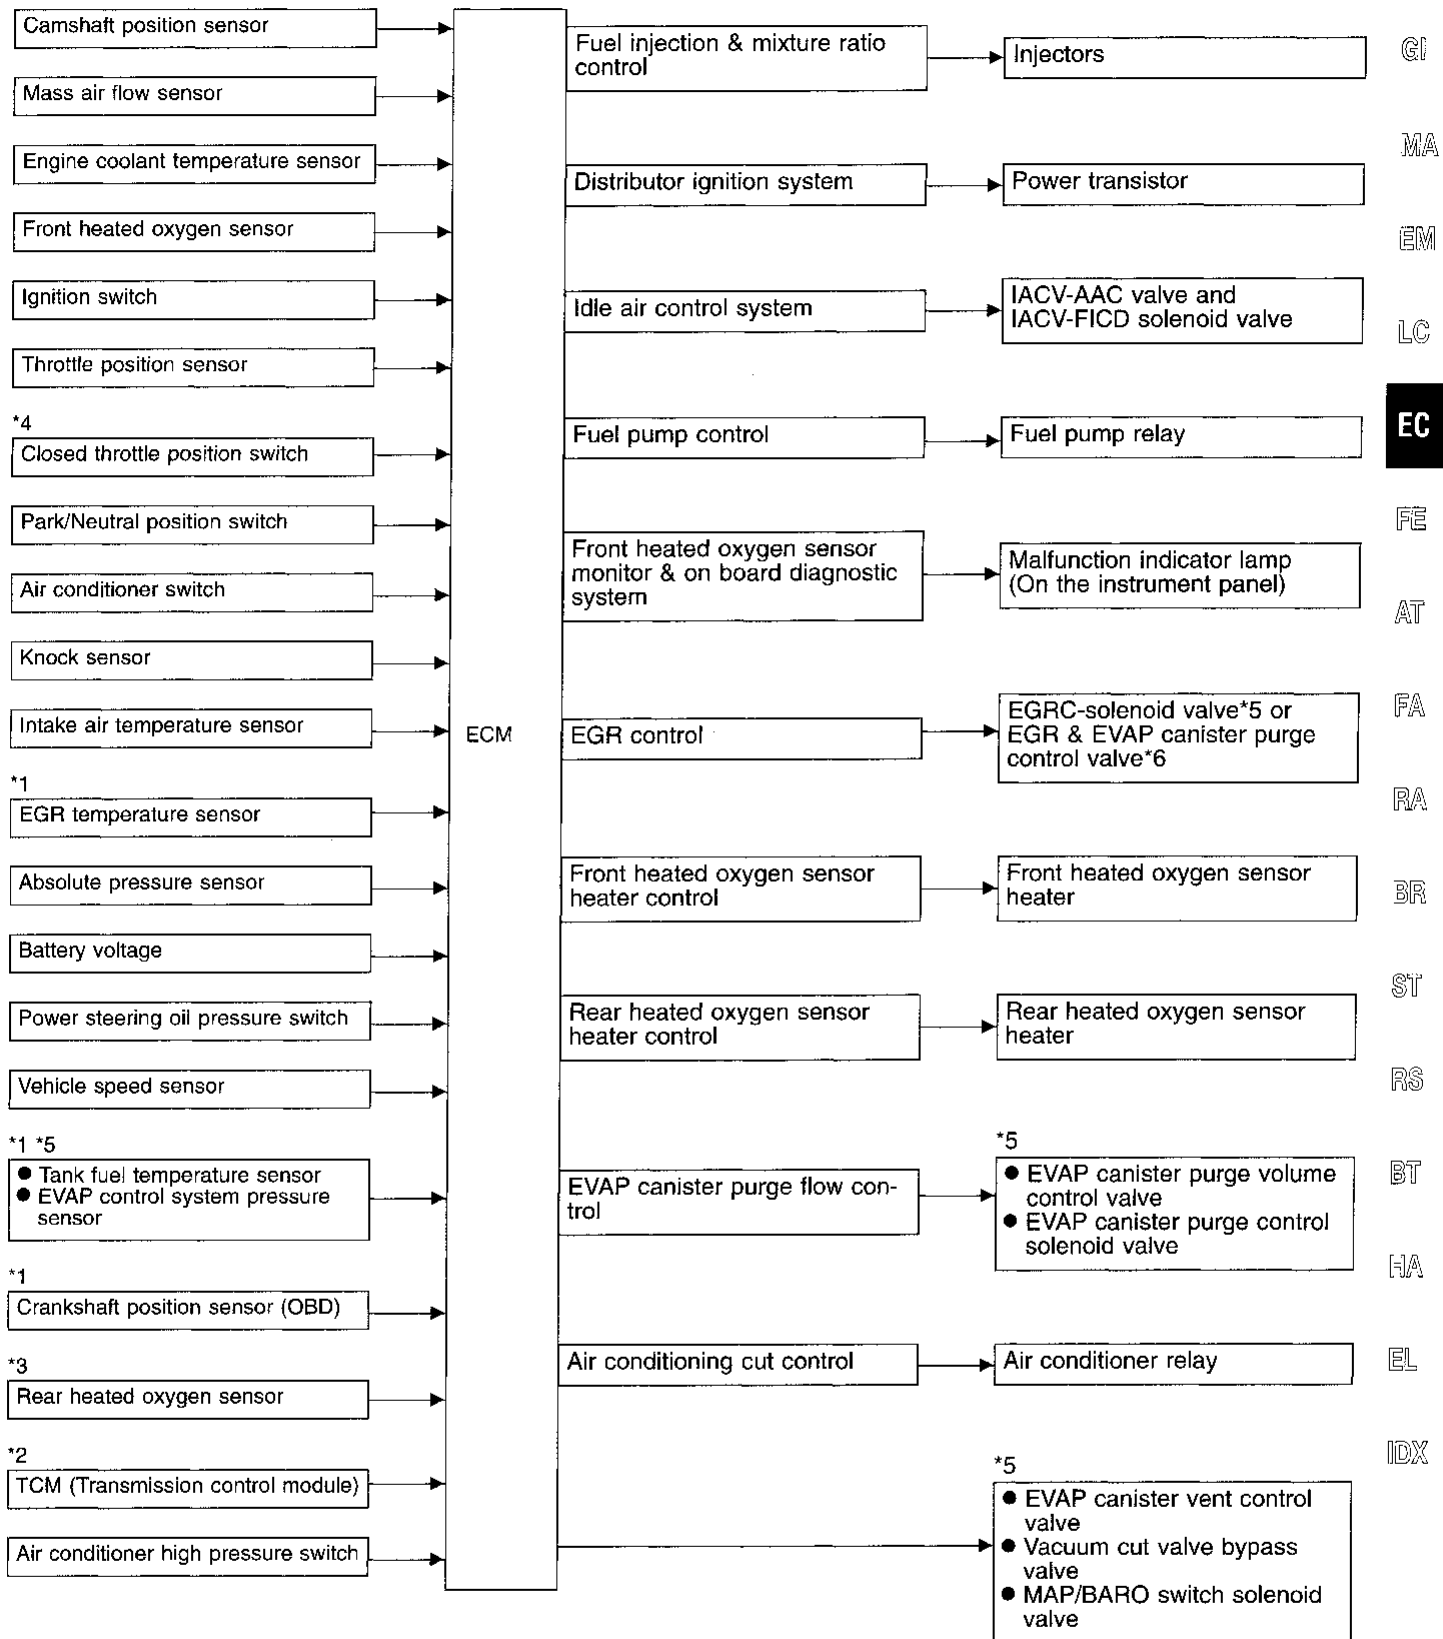 Camshaft position sensor
Mass air flow sensor
Engine coolant temperature sensor
Front heated oxygen sensor
Ignition switch
Throttle position sensor
*4
Closed throttle position switch
Park/Neutral position switch
Air conditioner switch
Knock sensor
Intake air temperature sensor
*1
EGR temperature sensor
Absolute pressure sensor
Battery voltage
Power steering oil pressure switch
Vehicle speed sensor
*1 *5
● Tank fuel temperature sensor
● EVAP control system pressure
sensor
*1
Crankshaft position sensor (OBD)
*3
Rear heated oxygen sensor
*2
TCM (Transmission control module)
Air conditioner high pressure switch
ECM
Fuel injection & mixture ratio
control
Injectors
Distributor ignition system
Power transistor
Idle air control system
IACV-AAC valve and
IACV-FICD solenoid valve
Fuel pump control
Fuel pump relay
Front heated oxygen sensor
monitor & on board diagnostic
system
Malfunction indicator lamp
(On the instrument panel)
EGR control
EGRC-solenoid valve*5 or
EGR & EVAP canister purge
control valve*6
Front heated oxygen sensor
heater control
Front heated oxygen sensor
heater
Rear heated oxygen sensor
heater control
Rear heated oxygen sensor
heater
EVAP canister purge flow con-
trol
*5
● EVAP canister purge volume
control valve
● EVAP canister purge control
solenoid valve
Air conditioning cut control
Air conditioner relay
*5
● EVAP canister vent control
valve
● Vacuum cut valve bypass
valve
● MAP/BARO switch solenoid
valve
GI
MA
EM
LC
EC
FE
AT
FA
RA
BR
ST
RS
BT
HA
EL
IDX